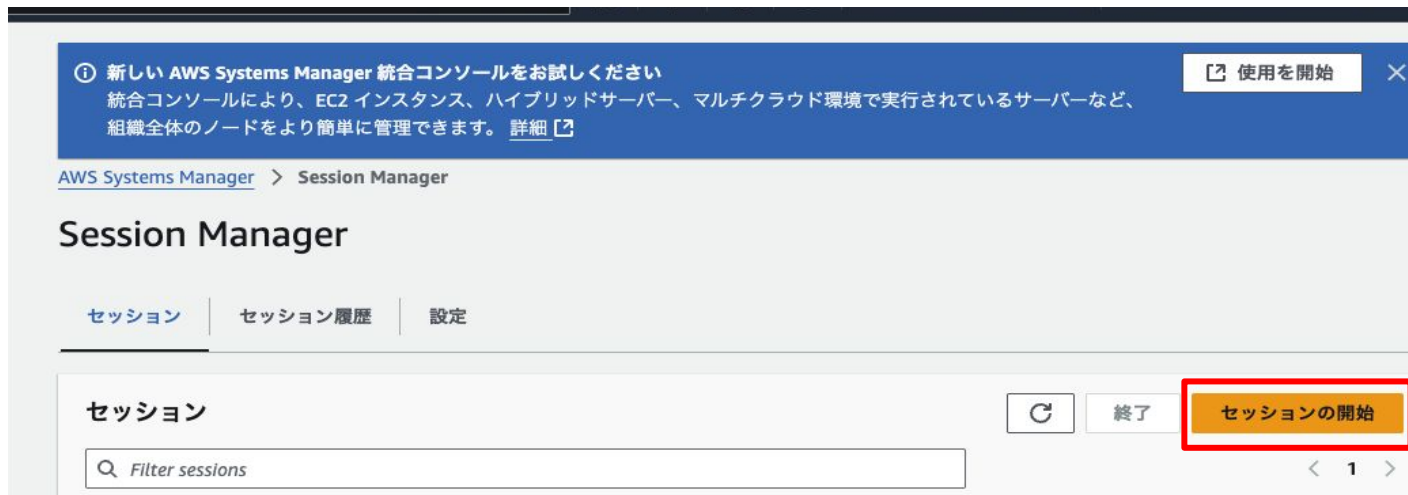 新しい AWS Systems Manager 統合コンソールをお試しください
使用を開始
統合コンソールにより、EC2 インスタンス、ハイブリッドサーバー、マルチクラウド環境で実行されているサーバーなど、
組織全体のノードをより簡単に管理できます。 詳細
AWS Systems Manager > Session Manager
Session Manager
セッション セッション履歴 設定
セッション 終了 セッションの開始
Filter sessions < 1 >